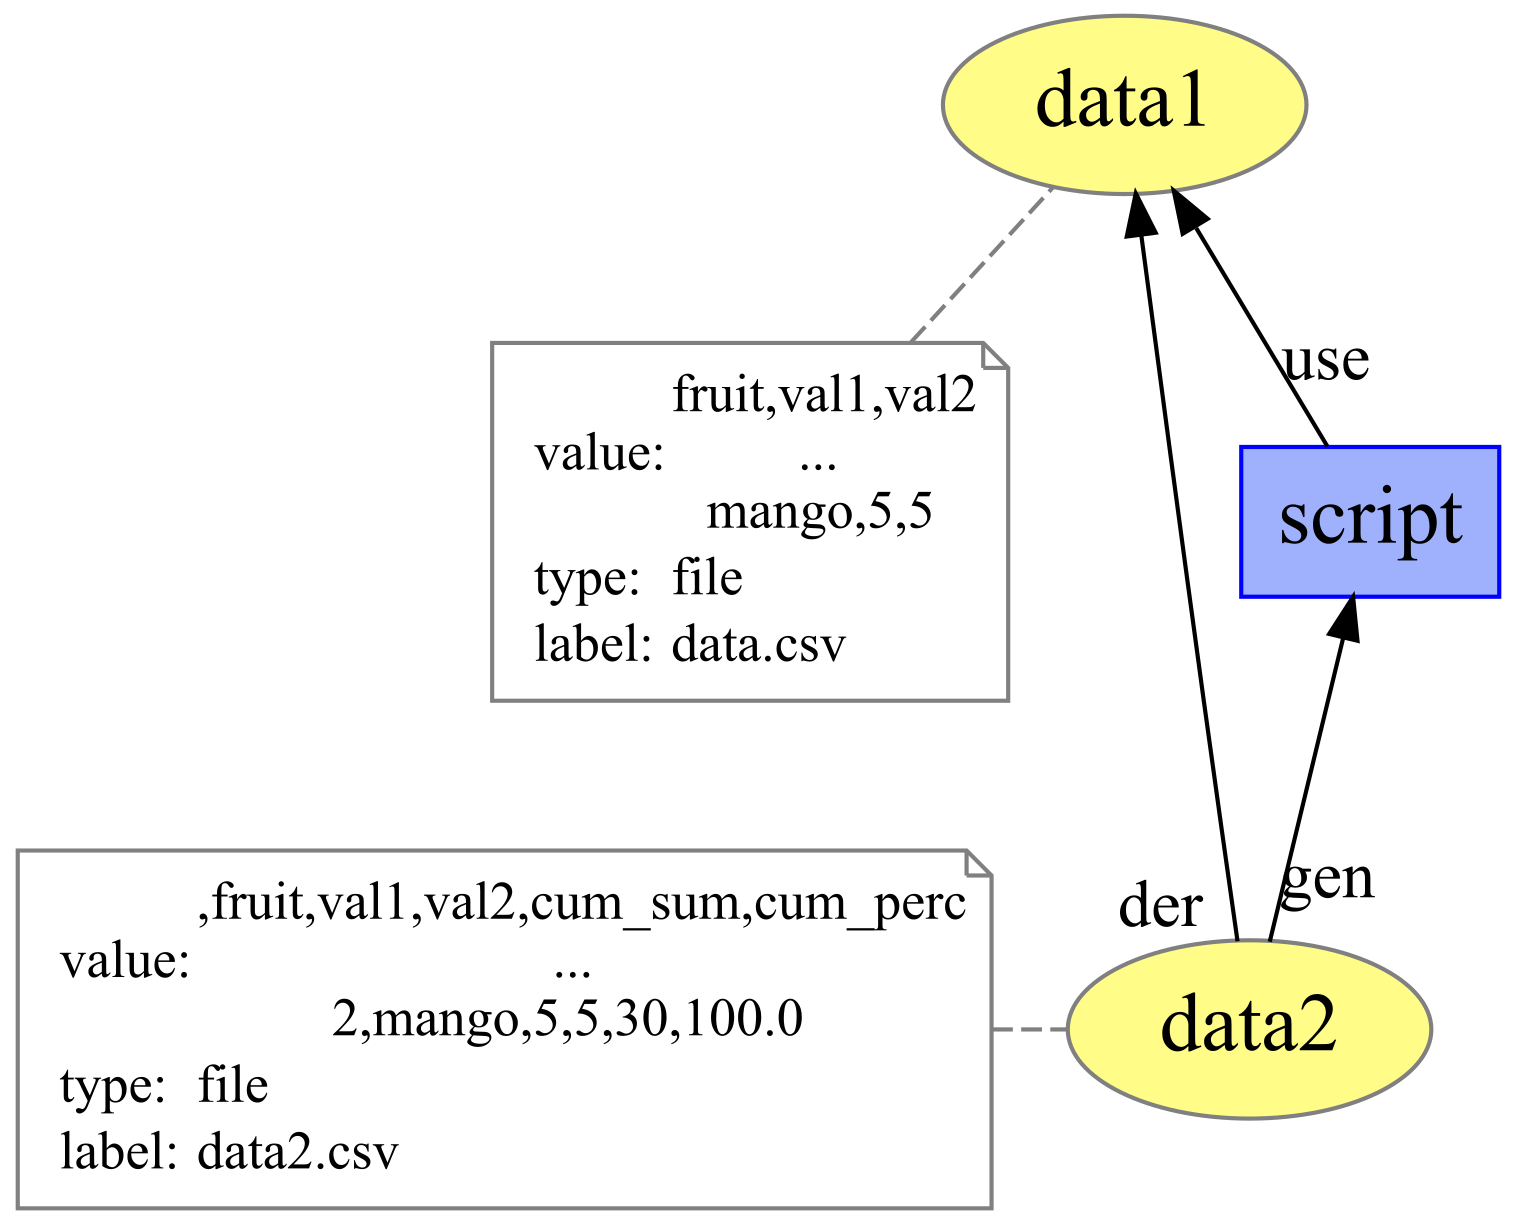 data1
use
fruit,val1,val2
value: ...
mango,5,5
type: file
label: data.csv
script
,fruit,val1,val2,cum_sum,cum_perc
value: ...
2,mango,5,5,30,100.0
type: file
label: data2.csv
der
gen
data2